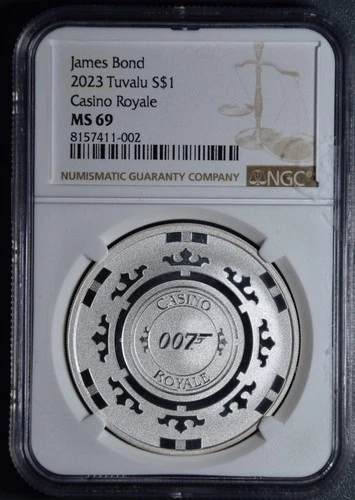 James Bond
2023 Tuvalu S$1
Casino Royale
MS 69
8157411-002
NUMISMATIC GUARANTY COMPANY
NGC
CASINO
007
ROYALE